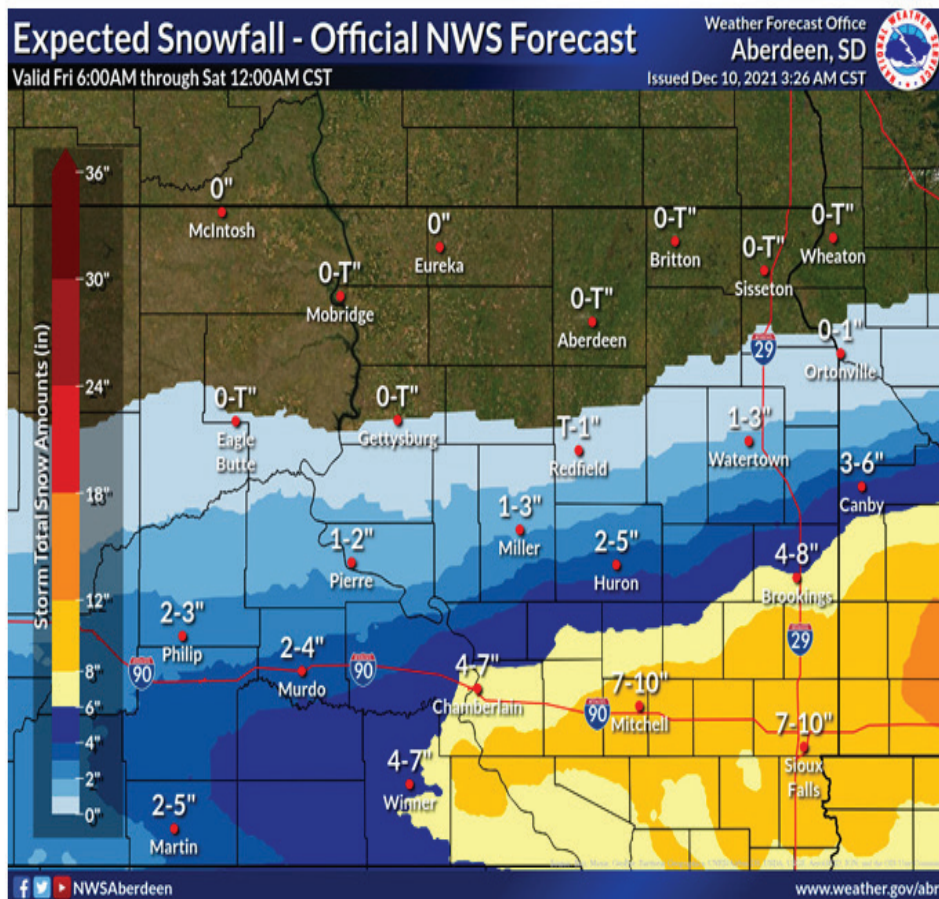 Expected Snowfall - Official NWS Forecast
Valid Fri 6:00AM through Sat 12:00AM CST
Weather Forecast Office
Aberdeen, SD
Issued Dec 10, 2021 3:26 AM CST
NATIONAL WEATHER SERVICE
Storm Total Snow Amounts (in)
36"
30"
24"
18"
12"
8"
6"
4"
2"
0"
0"
McIntosh
0"
Eureka
0-T"
Britton
0-T"
Sisseton
0-T"
Wheaton
0-T"
Mobridge
0-T"
Aberdeen
29
0-1"
Ortonville
0-T"
Eagle
Butte
0-T"
Gettysburg
T-1"
Redfield
1-3"
Watertown
3-6"
Canby
1-2"
Pierre
1-3"
Miller
2-5"
Huron
4-8"
Brookings
2-3"
Philip
90
2-4"
Murdo
90
4-7"
Chamberlain
90
7-10"
Mitchell
29
7-10"
Sioux
Falls
4-7"
Winner
2-5"
Martin
NWSAberdeen
www.weather.gov/abr